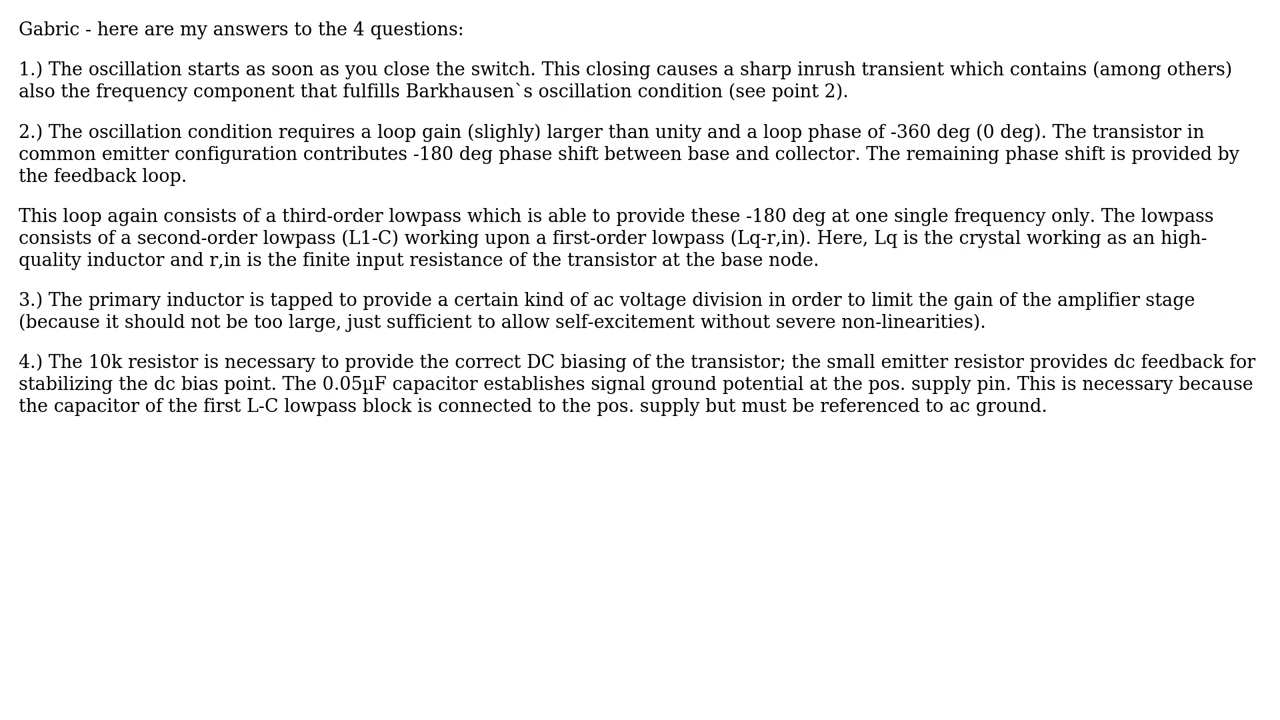 Gabric - here are my answers to the 4 questions:
1.) The oscillation starts as soon as you close the switch. This closing causes a sharp inrush transient which contains (among others)
also the frequency component that fulfills Barkhausen`s oscillation condition (see point 2).
2.) The oscillation condition requires a loop gain (slighly) larger than unity and a loop phase of -360 deg (0 deg). The transistor in
common emitter configuration contributes -180 deg phase shift between base and collector. The remaining phase shift is provided by
the feedback loop.
This loop again consists of a third-order lowpass which is able to provide these -180 deg at one single frequency only. The lowpass
consists of a second-order lowpass (L1-C) working upon a first-order lowpass (Lq-r,in). Here, Lq is the crystal working as an high-
quality inductor and r,in is the finite input resistance of the transistor at the base node.
3.) The primary inductor is tapped to provide a certain kind of ac voltage division in order to limit the gain of the amplifier stage
(because it should not be too large, just sufficient to allow self-excitement without severe non-linearities).
4.) The 10k resistor is necessary to provide the correct DC biasing of the transistor; the small emitter resistor provides dc feedback for
stabilizing the dc bias point. The 0.05µF capacitor establishes signal ground potential at the pos. supply pin. This is necessary because
the capacitor of the first L-C lowpass block is connected to the pos. supply but must be referenced to ac ground.